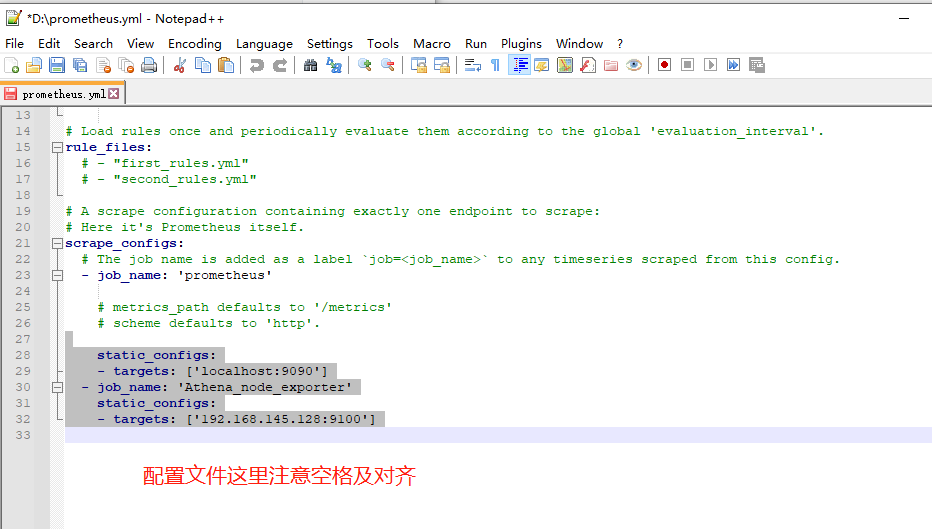 *D:\prometheus.yml - Notepad++
File Edit Search View Encoding Language Settings Tools Macro Run Plugins Window ?
prometheus.yml
13
14 # Load rules once and periodically evaluate them according to the global 'evaluation_interval'.
15 rule_files:
16 # - "first_rules.yml"
17 # - "second_rules.yml"
18
19 # A scrape configuration containing exactly one endpoint to scrape:
20 # Here it's Prometheus itself.
21 scrape_configs:
22 # The job name is added as a label `job=<job_name>` to any timeseries scraped from this config.
23 - job_name: 'prometheus'
24
25 # metrics_path defaults to '/metrics'
26 # scheme defaults to 'http'.
27
28 static_configs:
29 - targets: ['localhost:9090']
30 - job_name: 'Athena_node_exporter'
31 static_configs:
32 - targets: ['192.168.145.128:9100']
33
配置文件这里注意空格及对齐